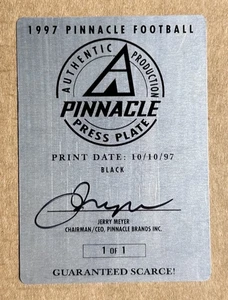 1997 PINNACLE FOOTBALL
AUTHENTIC PRODUCTION
PINNACLE
PRESS PLATE
PRINT DATE: 10/10/97
BLACK
JERRY MEYER
CHAIRMAN/CEO, PINNACLE BRANDS INC.
1 OF 1
GUARANTEED SCARCE!